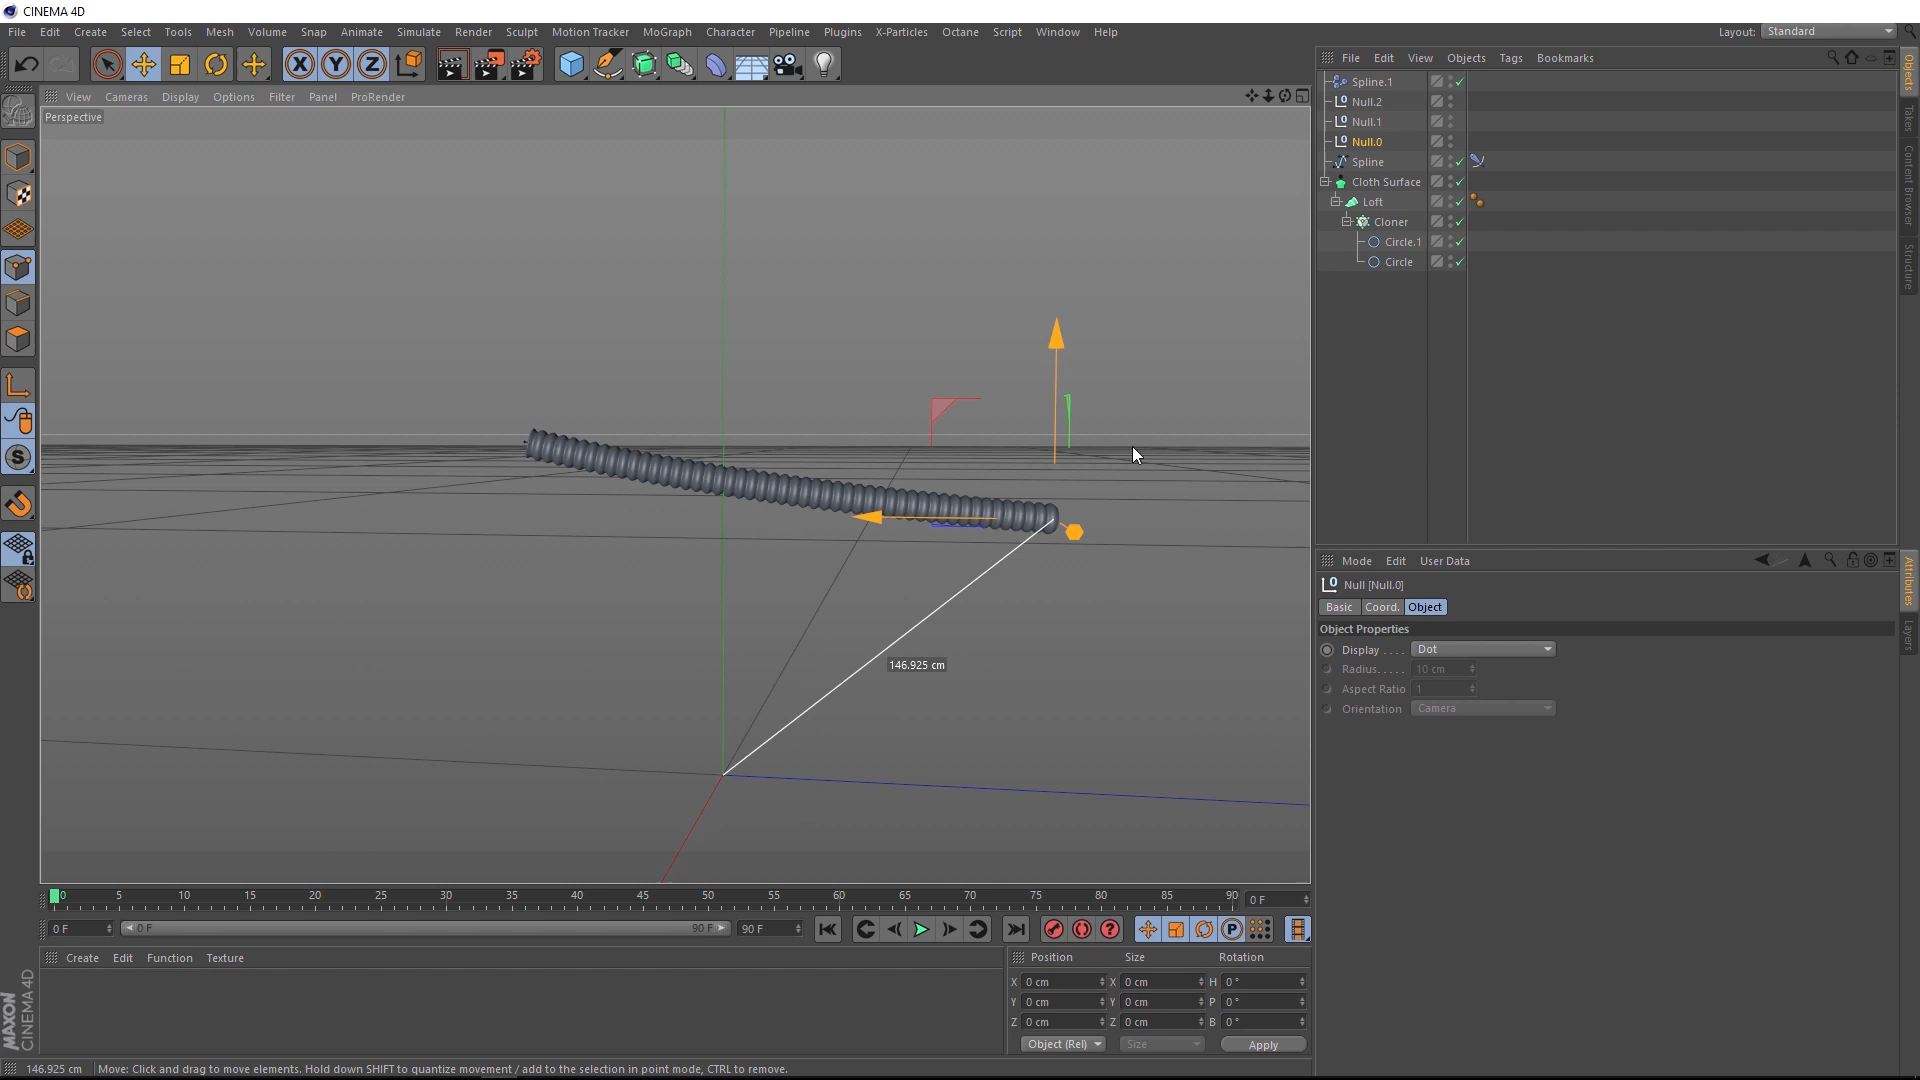 CINEMA 4D
File Edit Create Select Tools Mesh Volume Snap Animate Simulate Render Sculpt Motion Tracker MoGraph Character Pipeline Plugins X-Particles Octane Script Window Help Layout: Standard
File Edit View Objects Tags Bookmarks
X Y Z
View Cameras Display Options Filter Panel ProRender
Perspective
Spline.1
Null.2
Null.1
Null.0
Spline
Cloth Surface
Loft
Cloner
Circle.1
Circle
Objects
Takes
Content Browser
Structure
S
146.925 cm
Mode Edit User Data
Null [Null.0]
Basic Coord. Object
Object Properties
Display . . . . Dot
Radius. . . . . 10 cm
Aspect Ratio 1
Orientation Camera
Attributes
Layers
0 5 10 15 20 25 30 35 40 45 50 55 60 65 70 75 80 85 90 0 F
0 F 0 F 90 F 90 F
P
Create Edit Function Texture
Position Size Rotation
X 0 cm X 0 cm H 0 °
Y 0 cm Y 0 cm P 0 °
Z 0 cm Z 0 cm B 0 °
Object (Rel) Size Apply
MAXON
CINEMA 4D
146.925 cm Move: Click and drag to move elements. Hold down SHIFT to quantize movement / add to the selection in point mode, CTRL to remove.